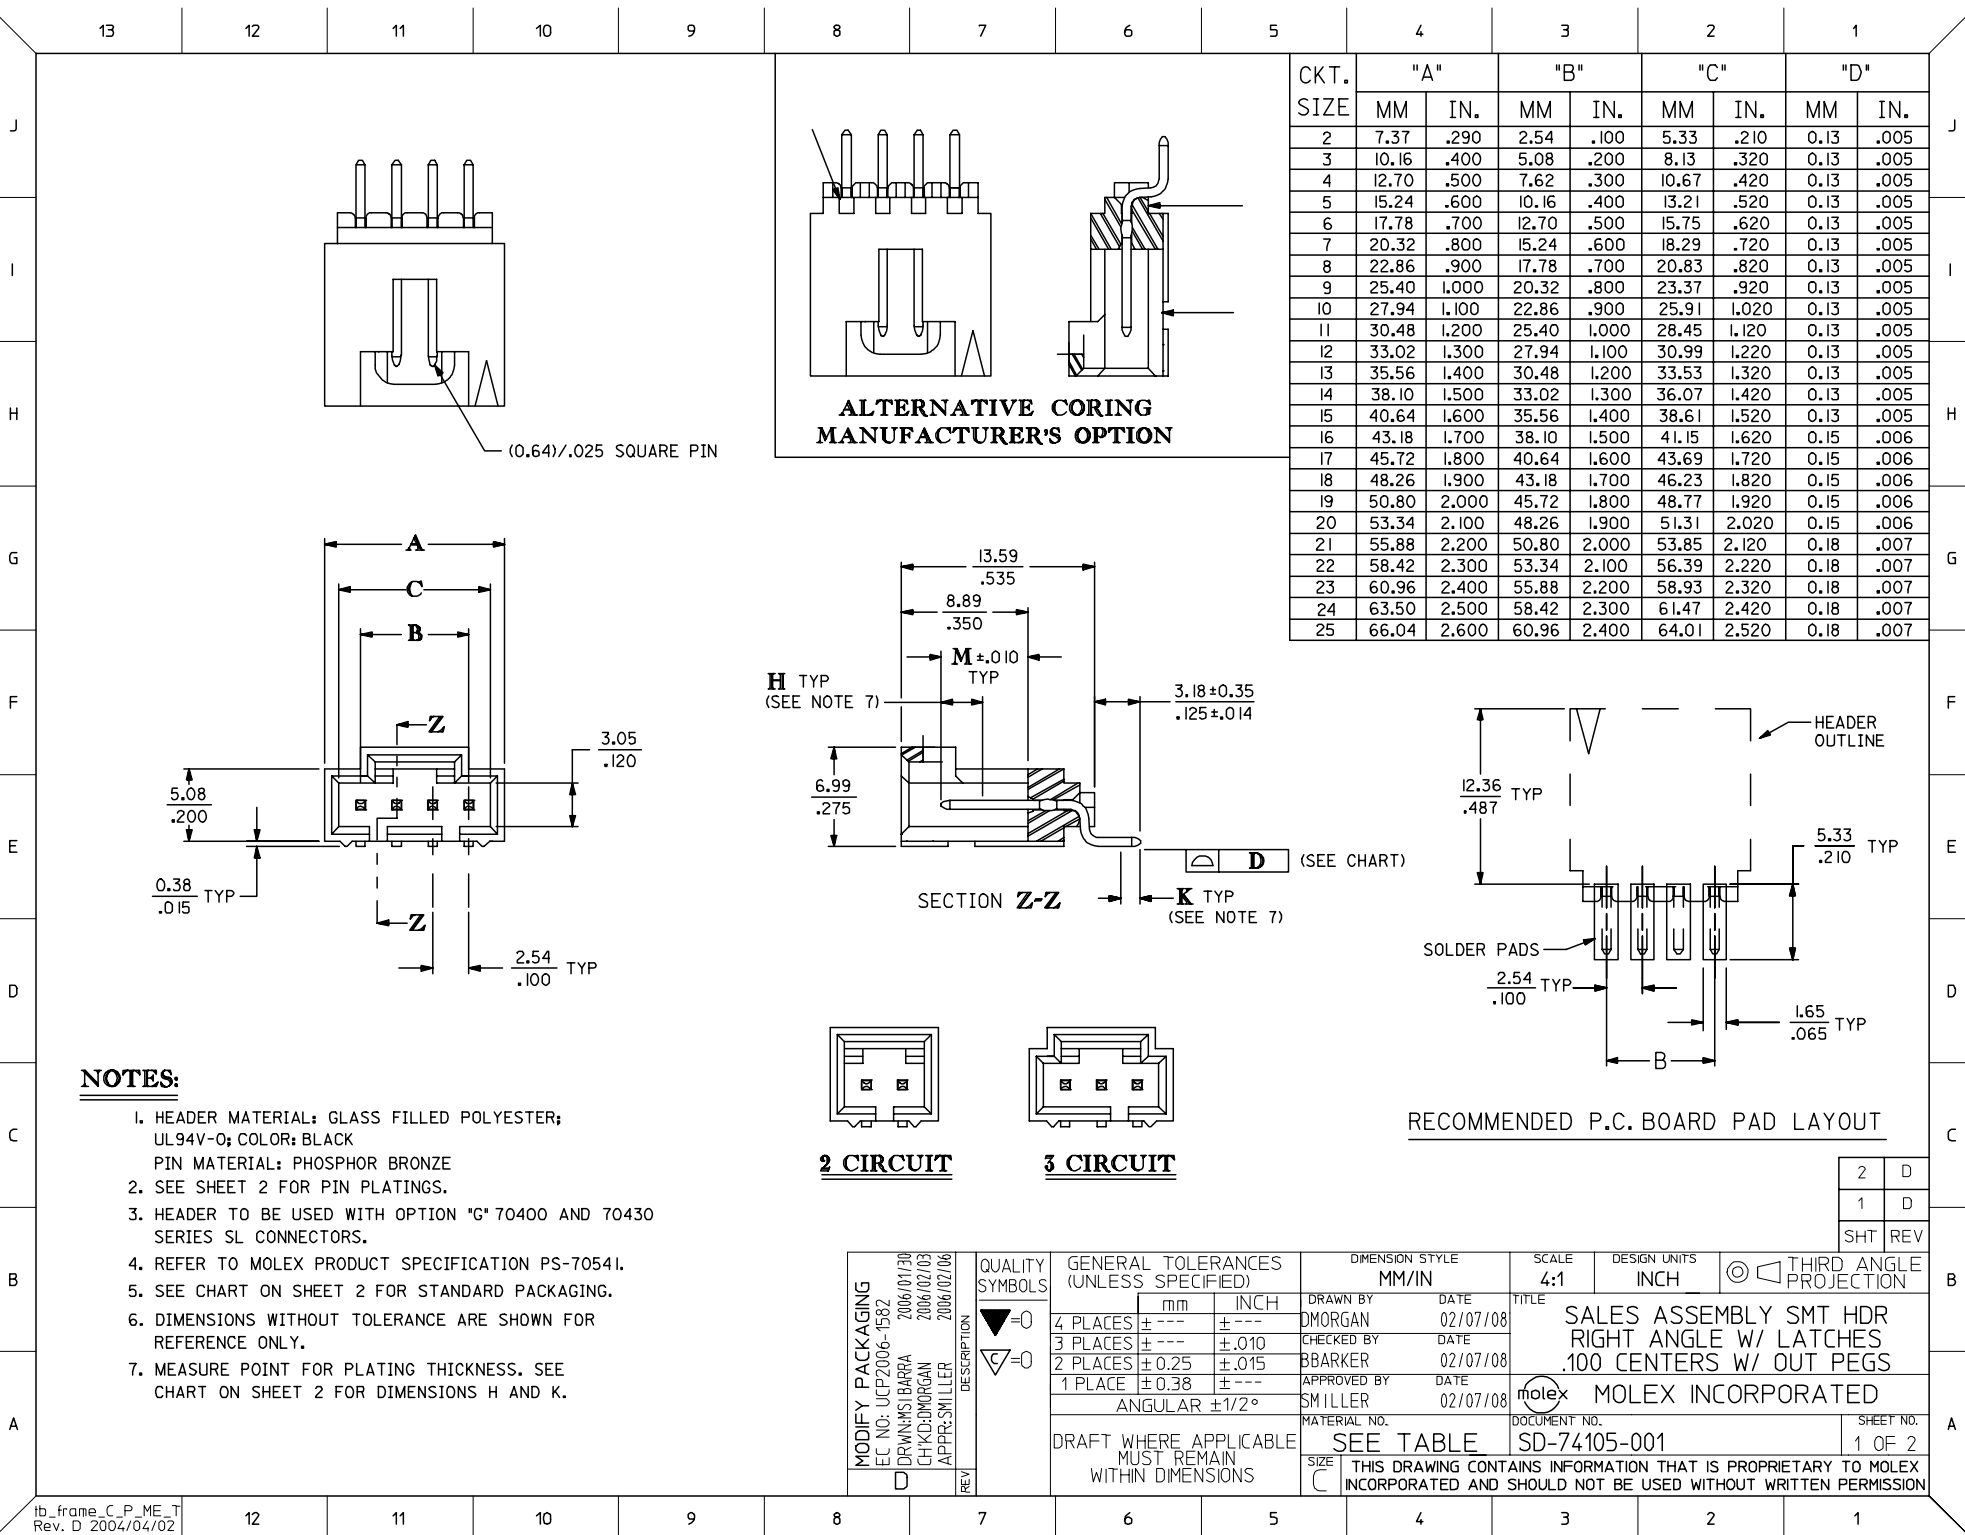 13 12 11 10 9 8 7 6 5 4 3 2 1
J
I
H
G
F
E
D
C
B
A
CKT. SIZE "A" "B" "C" "D"
MM IN. MM IN. MM IN. MM IN.
2 7.37 .290 2.54 .100 5.33 .210 0.13 .005
3 10.16 .400 5.08 .200 8.13 .320 0.13 .005
4 12.70 .500 7.62 .300 10.67 .420 0.13 .005
5 15.24 .600 10.16 .400 13.21 .520 0.13 .005
6 17.78 .700 12.70 .500 15.75 .620 0.13 .005
7 20.32 .800 15.24 .600 18.29 .720 0.13 .005
8 22.86 .900 17.78 .700 20.83 .820 0.13 .005
9 25.40 1.000 20.32 .800 23.37 .920 0.13 .005
10 27.94 1.100 22.86 .900 25.91 1.020 0.13 .005
11 30.48 1.200 25.40 1.000 28.45 1.120 0.13 .005
12 33.02 1.300 27.94 1.100 30.99 1.220 0.13 .005
13 35.56 1.400 30.48 1.200 33.53 1.320 0.13 .005
14 38.10 1.500 33.02 1.300 36.07 1.420 0.13 .005
15 40.64 1.600 35.56 1.400 38.61 1.520 0.13 .005
16 43.18 1.700 38.10 1.500 41.15 1.620 0.15 .006
17 45.72 1.800 40.64 1.600 43.69 1.720 0.15 .006
18 48.26 1.900 43.18 1.700 46.23 1.820 0.15 .006
19 50.80 2.000 45.72 1.800 48.77 1.920 0.15 .006
20 53.34 2.100 48.26 1.900 51.31 2.020 0.15 .006
21 55.88 2.200 50.80 2.000 53.85 2.120 0.18 .007
22 58.42 2.300 53.34 2.100 56.39 2.220 0.18 .007
23 60.96 2.400 55.88 2.200 58.93 2.320 0.18 .007
24 63.50 2.500 58.42 2.300 61.47 2.420 0.18 .007
25 66.04 2.600 60.96 2.400 64.01 2.520 0.18 .007
ALTERNATIVE CORING
MANUFACTURER'S OPTION
(0.64)/.025 SQUARE PIN
A
C
B
Z
3.05
.120
5.08
.200
0.38
.015 TYP
Z
2.54
.100 TYP
13.59
.535
8.89
.350
M ±.010
TYP
H TYP
(SEE NOTE 7)
3.18±0.35
.125±.014
6.99
.275
D (SEE CHART)
SECTION Z-Z
K TYP
(SEE NOTE 7)
HEADER
OUTLINE
12.36
.487 TYP
5.33
.210 TYP
SOLDER PADS
2.54
.100 TYP
1.65
.065 TYP
B
RECOMMENDED P.C. BOARD PAD LAYOUT
2 CIRCUIT
3 CIRCUIT
NOTES:
1. HEADER MATERIAL: GLASS FILLED POLYESTER;
UL94V-0; COLOR: BLACK
PIN MATERIAL: PHOSPHOR BRONZE
2. SEE SHEET 2 FOR PIN PLATINGS.
3. HEADER TO BE USED WITH OPTION "G" 70400 AND 70430
SERIES SL CONNECTORS.
4. REFER TO MOLEX PRODUCT SPECIFICATION PS-70541.
5. SEE CHART ON SHEET 2 FOR STANDARD PACKAGING.
6. DIMENSIONS WITHOUT TOLERANCE ARE SHOWN FOR
REFERENCE ONLY.
7. MEASURE POINT FOR PLATING THICKNESS. SEE
CHART ON SHEET 2 FOR DIMENSIONS H AND K.
2 D
1 D
SHT REV
MODIFY PACKAGING
EC NO: UCP2006-1582
DRWN:MSIBARRA 2006/01/30
CH'KD:DMORGAN 2006/02/03
APPR:SMILLER 2006/02/06
D
DESCRIPTION
REV
QUALITY
SYMBOLS
=0
C =0
GENERAL TOLERANCES
(UNLESS SPECIFIED)
mm INCH
4 PLACES ± --- ± ---
3 PLACES ± --- ± .010
2 PLACES ± 0.25 ± .015
1 PLACE ± 0.38 ± ---
ANGULAR ±1/2°
DRAFT WHERE APPLICABLE
MUST REMAIN
WITHIN DIMENSIONS
DIMENSION STYLE
MM/IN
SCALE
4:1
DESIGN UNITS
INCH
THIRD ANGLE
PROJECTION
DRAWN BY DATE
DMORGAN 02/07/08
CHECKED BY DATE
BBARKER 02/07/08
APPROVED BY DATE
SMILLER 02/07/08
TITLE
SALES ASSEMBLY SMT HDR
RIGHT ANGLE W/ LATCHES
.100 CENTERS W/ OUT PEGS
molex MOLEX INCORPORATED
MATERIAL NO.
SEE TABLE
DOCUMENT NO.
SD-74105-001
SHEET NO.
1 OF 2
SIZE
C
THIS DRAWING CONTAINS INFORMATION THAT IS PROPRIETARY TO MOLEX
INCORPORATED AND SHOULD NOT BE USED WITHOUT WRITTEN PERMISSION
J
I
H
G
F
E
D
C
B
A
tb_frame_C_P_ME_T
Rev. D 2004/04/02
12 11 10 9 8 7 6 5 4 3 2 1